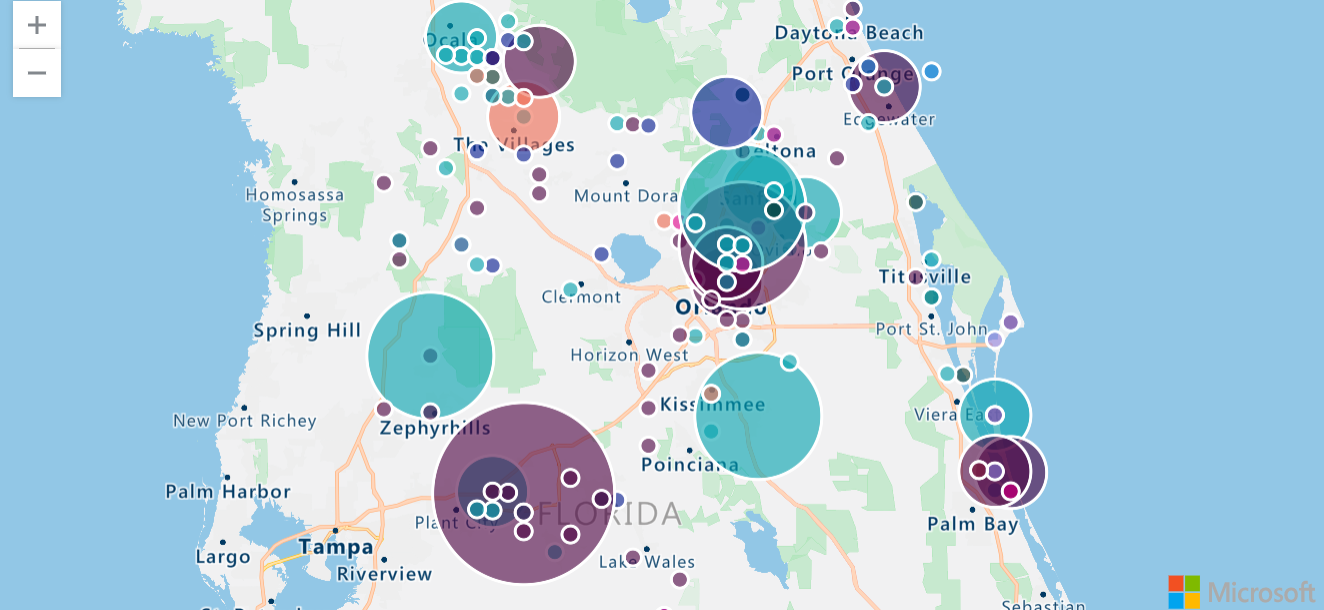 +
−
Ocala
Daytona Beach
Port Orange
Edgewater
The Villages
Deltona
Homosassa
Springs
Mount Dora
Titusville
Clermont
Orlando
Spring Hill
Port St. John
Horizon West
New Port Richey
Kissimmee
Viera Ea
Zephyrhills
Poinciana
Palm Harbor
Plant City
FLORIDA
Palm Bay
Tampa
Largo
Lake Wales
Riverview
Microsoft
Sebastian